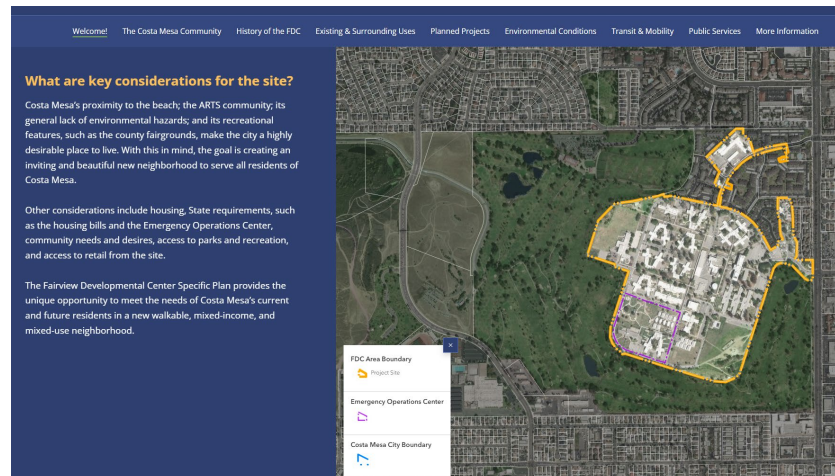 Welcome! The Costa Mesa Community History of the FDC Existing & Surrounding Uses Planned Projects Environmental Conditions Transit & Mobility Public Services More Information
What are key considerations for the site?
Costa Mesa's proximity to the beach; the ARTS community; its
general lack of environmental hazards; and its recreational
features, such as the county fairgrounds, make the city a highly
desirable place to live. With this in mind, the goal is creating an
inviting and beautiful new neighborhood to serve all residents of
Costa Mesa.
Other considerations include housing, State requirements, such
as the housing bills and the Emergency Operations Center,
community needs and desires, access to parks and recreation,
and access to retail from the site.
The Fairview Developmental Center Specific Plan provides the
unique opportunity to meet the needs of Costa Mesa's current
and future residents in a new walkable, mixed-income, and
mixed-use neighborhood.
FDC Area Boundary
Project Site
Emergency Operations Center
Costa Mesa City Boundary